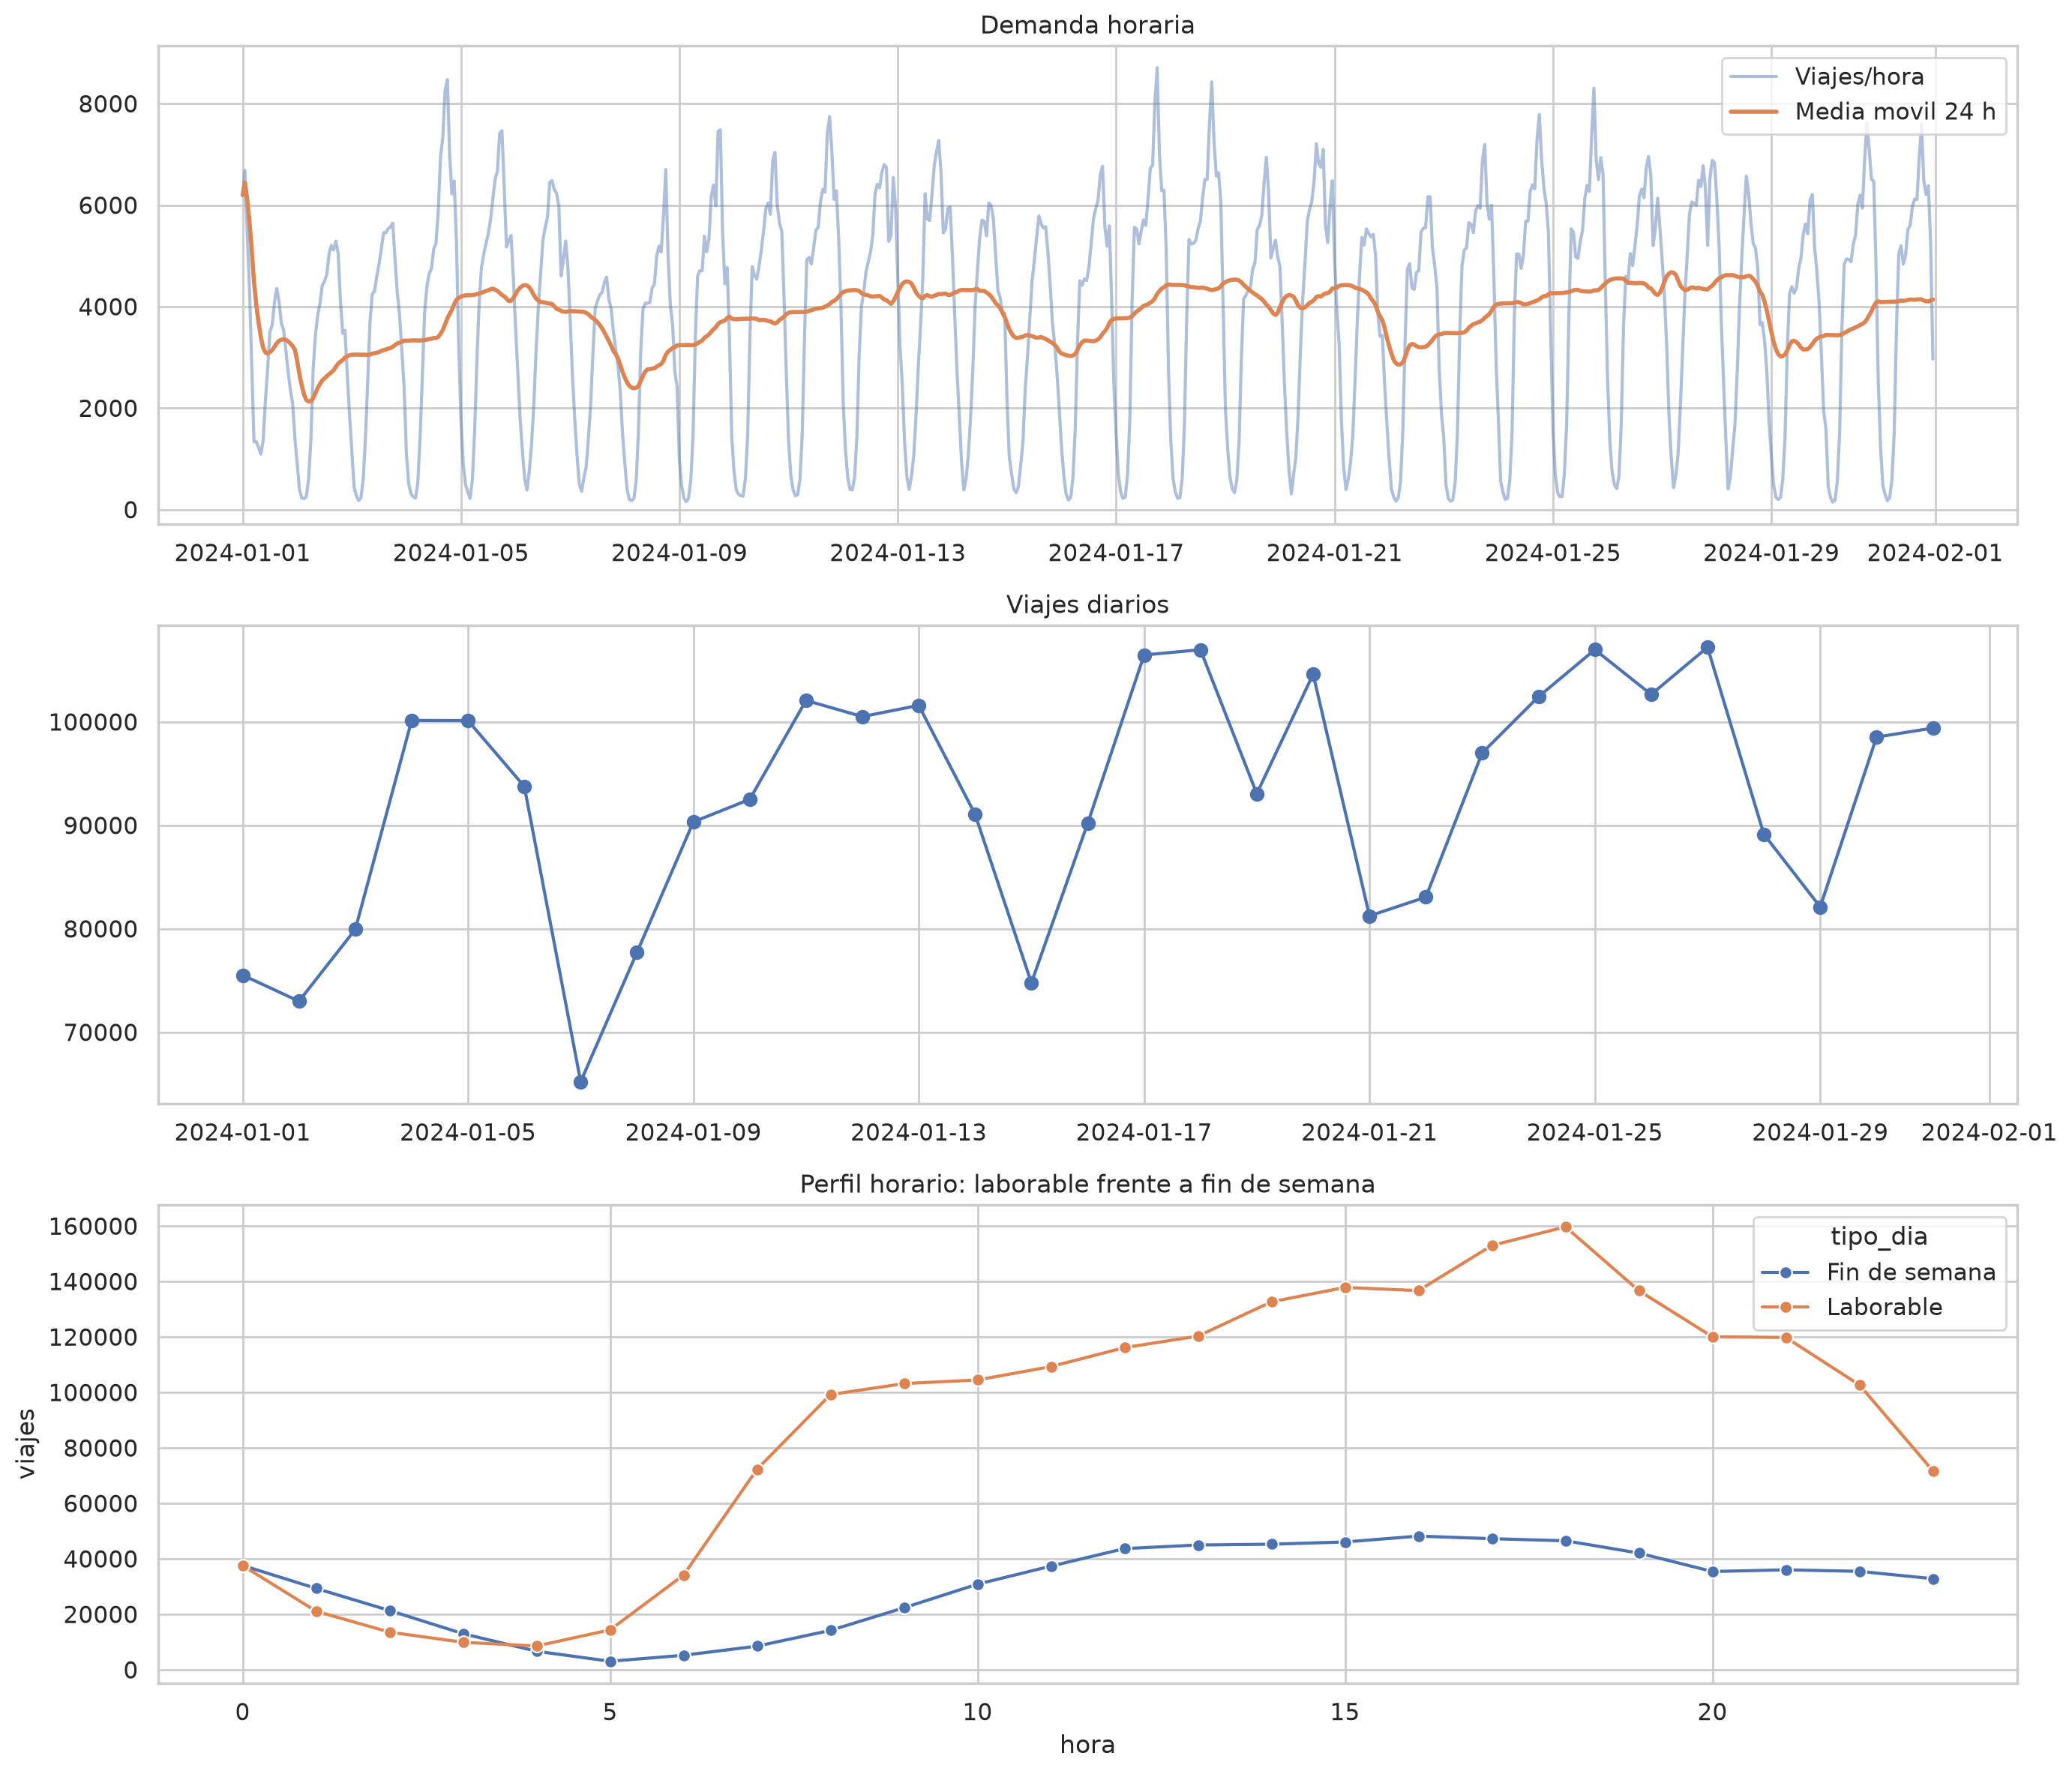 Demanda horaria
Viajes/hora
Media movil 24 h
8000
6000
4000
2000
0
2024-01-01 2024-01-05 2024-01-09 2024-01-13 2024-01-17 2024-01-21 2024-01-25 2024-01-29 2024-02-01
Viajes diarios
100000
90000
80000
70000
2024-01-01 2024-01-05 2024-01-09 2024-01-13 2024-01-17 2024-01-21 2024-01-25 2024-01-29 2024-02-01
Perfil horario: laborable frente a fin de semana
tipo_dia
Fin de semana
Laborable
160000
140000
120000
100000
80000
60000
40000
20000
0
viajes
0 5 10 15 20
hora